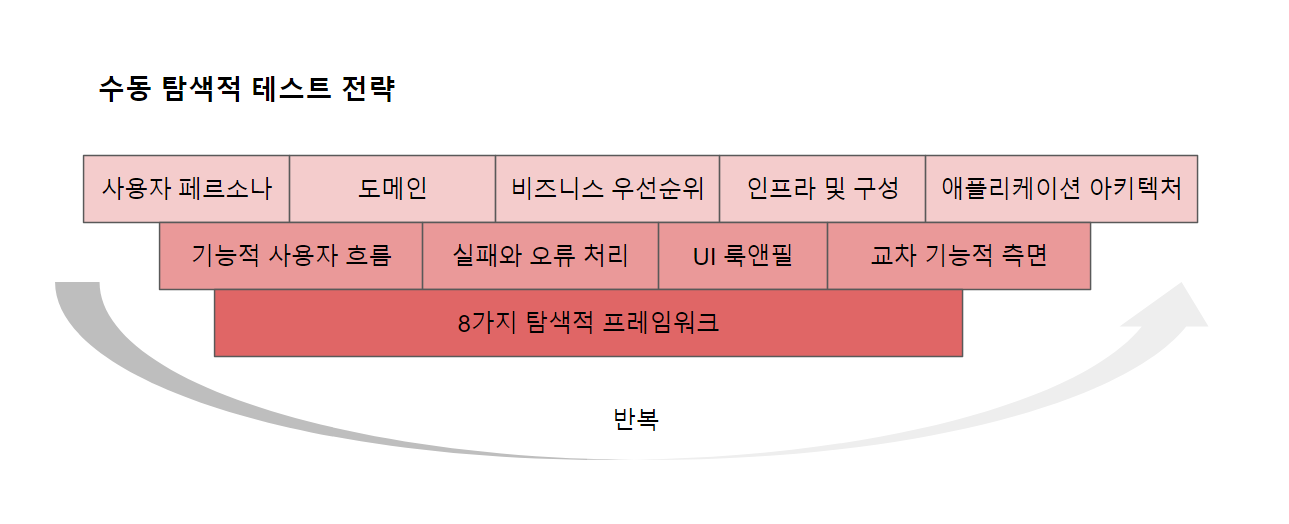 수동 탐색적 테스트 전략
사용자 페르소나
도메인
비즈니스 우선순위
인프라 및 구성
애플리케이션 아키텍처
기능적 사용자 흐름
실패와 오류 처리
UI 룩앤필
교차 기능적 측면
8가지 탐색적 프레임워크
반복